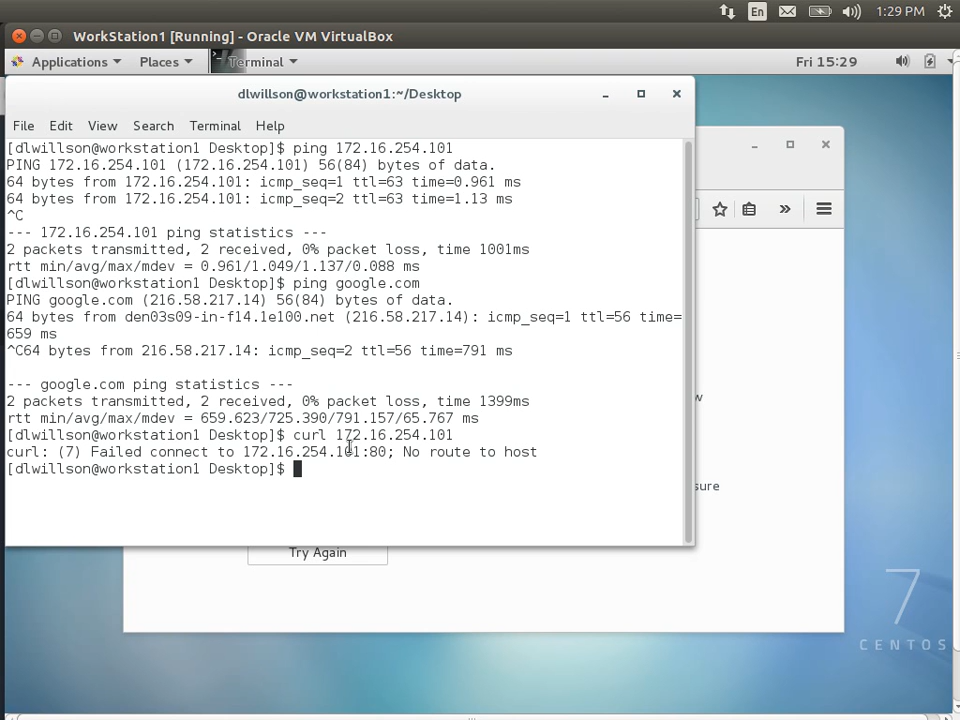 En
1:29 PM
WorkStation1 [Running] - Oracle VM VirtualBox
Applications
Places
Terminal
Fri 15:29
dlwillson@workstation1:~/Desktop
File Edit View Search Terminal Help
[dlwillson@workstation1 Desktop]$ ping 172.16.254.101
PING 172.16.254.101 (172.16.254.101) 56(84) bytes of data.
64 bytes from 172.16.254.101: icmp_seq=1 ttl=63 time=0.961 ms
64 bytes from 172.16.254.101: icmp_seq=2 ttl=63 time=1.13 ms
^C
--- 172.16.254.101 ping statistics ---
2 packets transmitted, 2 received, 0% packet loss, time 1001ms
rtt min/avg/max/mdev = 0.961/1.049/1.137/0.088 ms
[dlwillson@workstation1 Desktop]$ ping google.com
PING google.com (216.58.217.14) 56(84) bytes of data.
64 bytes from den03s09-in-f14.1e100.net (216.58.217.14): icmp_seq=1 ttl=56 time=
659 ms
^C64 bytes from 216.58.217.14: icmp_seq=2 ttl=56 time=791 ms
--- google.com ping statistics ---
2 packets transmitted, 2 received, 0% packet loss, time 1399ms
rtt min/avg/max/mdev = 659.623/725.390/791.157/65.767 ms
[dlwillson@workstation1 Desktop]$ curl 172.16.254.101
curl: (7) Failed connect to 172.16.254.101:80; No route to host
[dlwillson@workstation1 Desktop]$
w
sure
Try Again
7
CENTOS